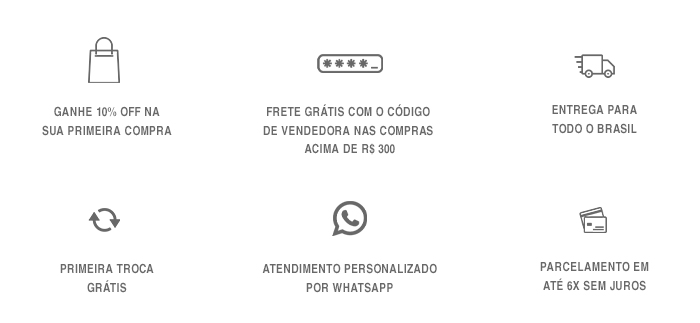 GANHE 10% OFF NA
SUA PRIMEIRA COMPRA
FRETE GRÁTIS COM O CÓDIGO
DE VENDEDORA NAS COMPRAS
ACIMA DE R$ 300
ENTREGA PARA
TODO O BRASIL
PRIMEIRA TROCA
GRÁTIS
ATENDIMENTO PERSONALIZADO
POR WHATSAPP
PARCELAMENTO EM
ATÉ 6X SEM JUROS